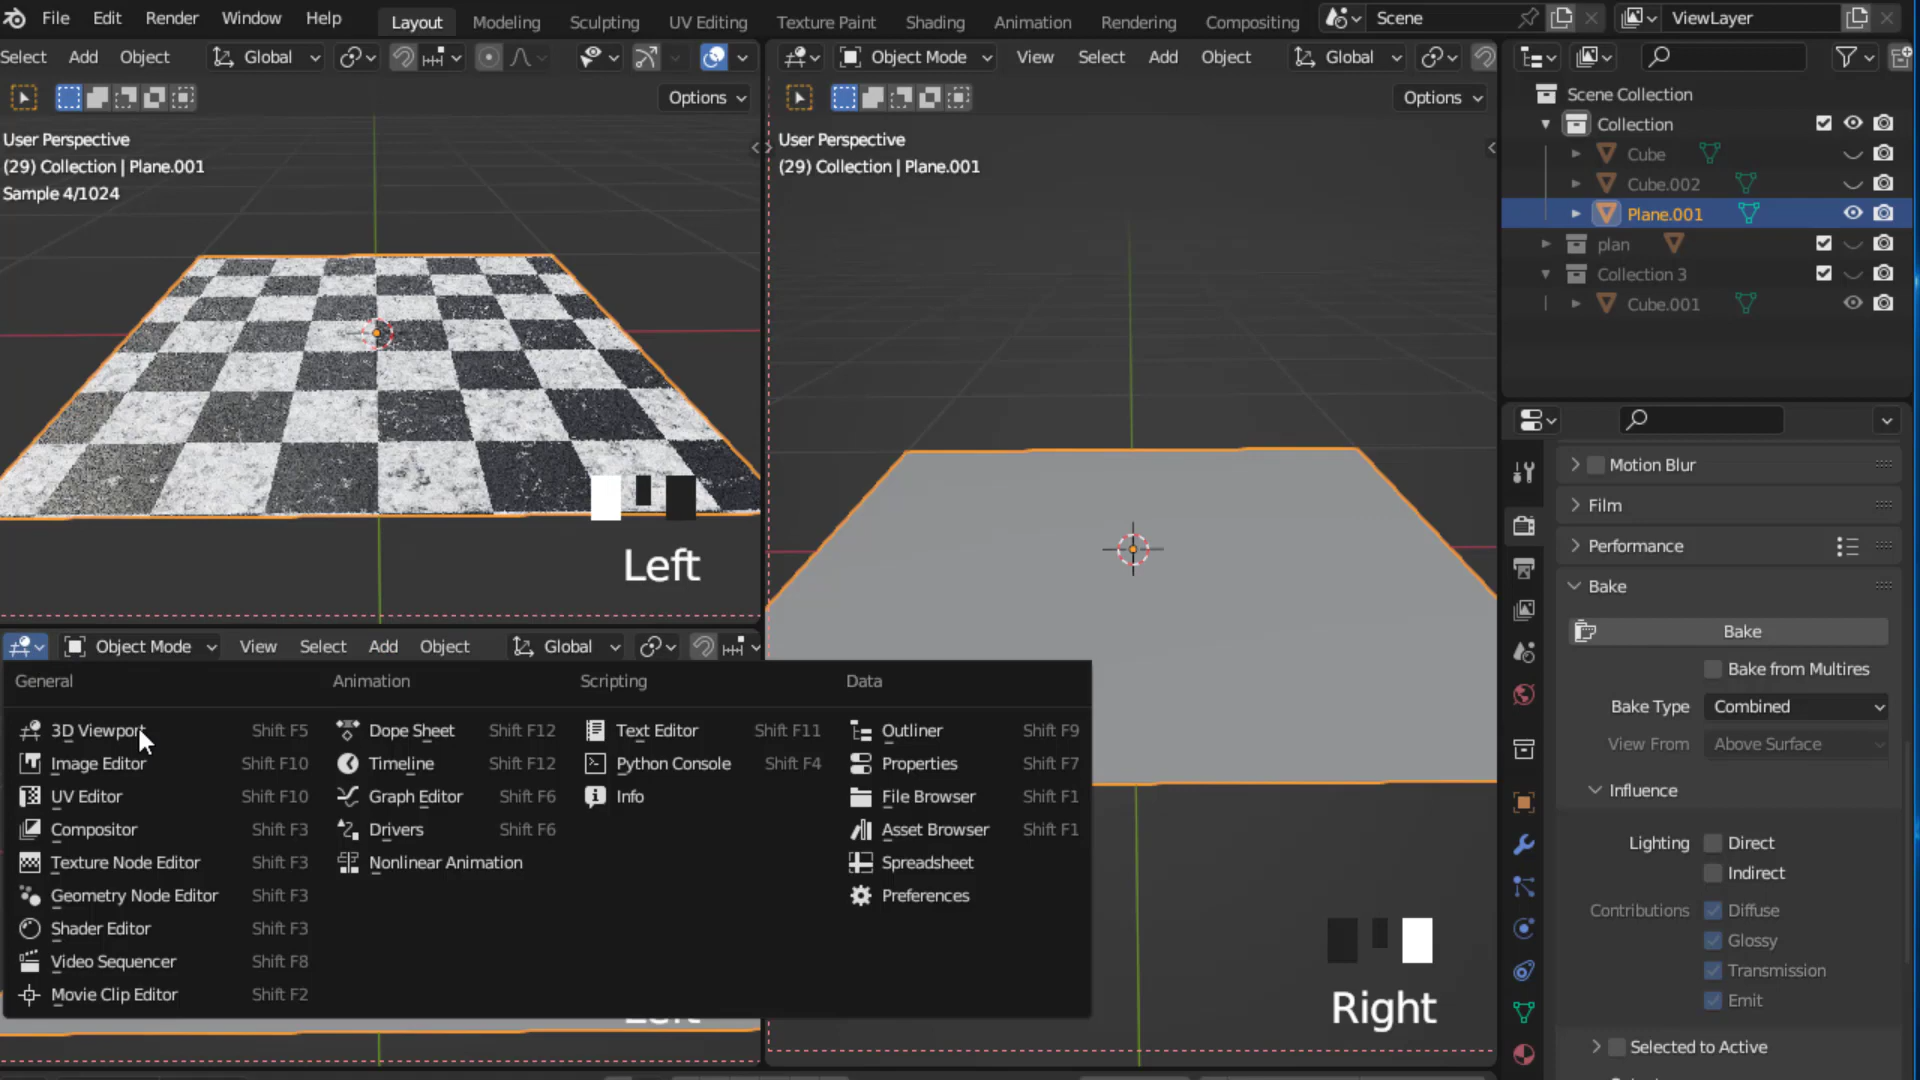 File Edit Render Window Help Layout Modeling Sculpting UV Editing Texture Paint Shading Animation Rendering Compositing Scene ViewLayer
Select Add Object Global
Object Mode View Select Add Object Global
Options
Options
User Perspective
(29) Collection | Plane.001
Sample 4/1024
User Perspective
(29) Collection | Plane.001
Scene Collection
Collection
Cube
Cube.002
Plane.001
plan
Collection 3
Cube.001
Left
Object Mode View Select Add Object Global
General
3D Viewport Shift F5
Image Editor Shift F10
UV Editor Shift F10
Compositor Shift F3
Texture Node Editor Shift F3
Geometry Node Editor Shift F3
Shader Editor Shift F3
Video Sequencer Shift F8
Movie Clip Editor Shift F2
Animation
Dope Sheet Shift F12
Timeline Shift F12
Graph Editor Shift F6
Drivers Shift F6
Nonlinear Animation
Scripting
Text Editor Shift F11
Python Console Shift F4
Info
Data
Outliner Shift F9
Properties Shift F7
File Browser Shift F1
Asset Browser Shift F1
Spreadsheet
Preferences
Left
Right
Motion Blur
Film
Performance
Bake
Bake
Bake from Multires
Bake Type Combined
View From Above Surface
Influence
Lighting Direct
Indirect
Contributions Diffuse
Glossy
Transmission
Emit
Selected to Active